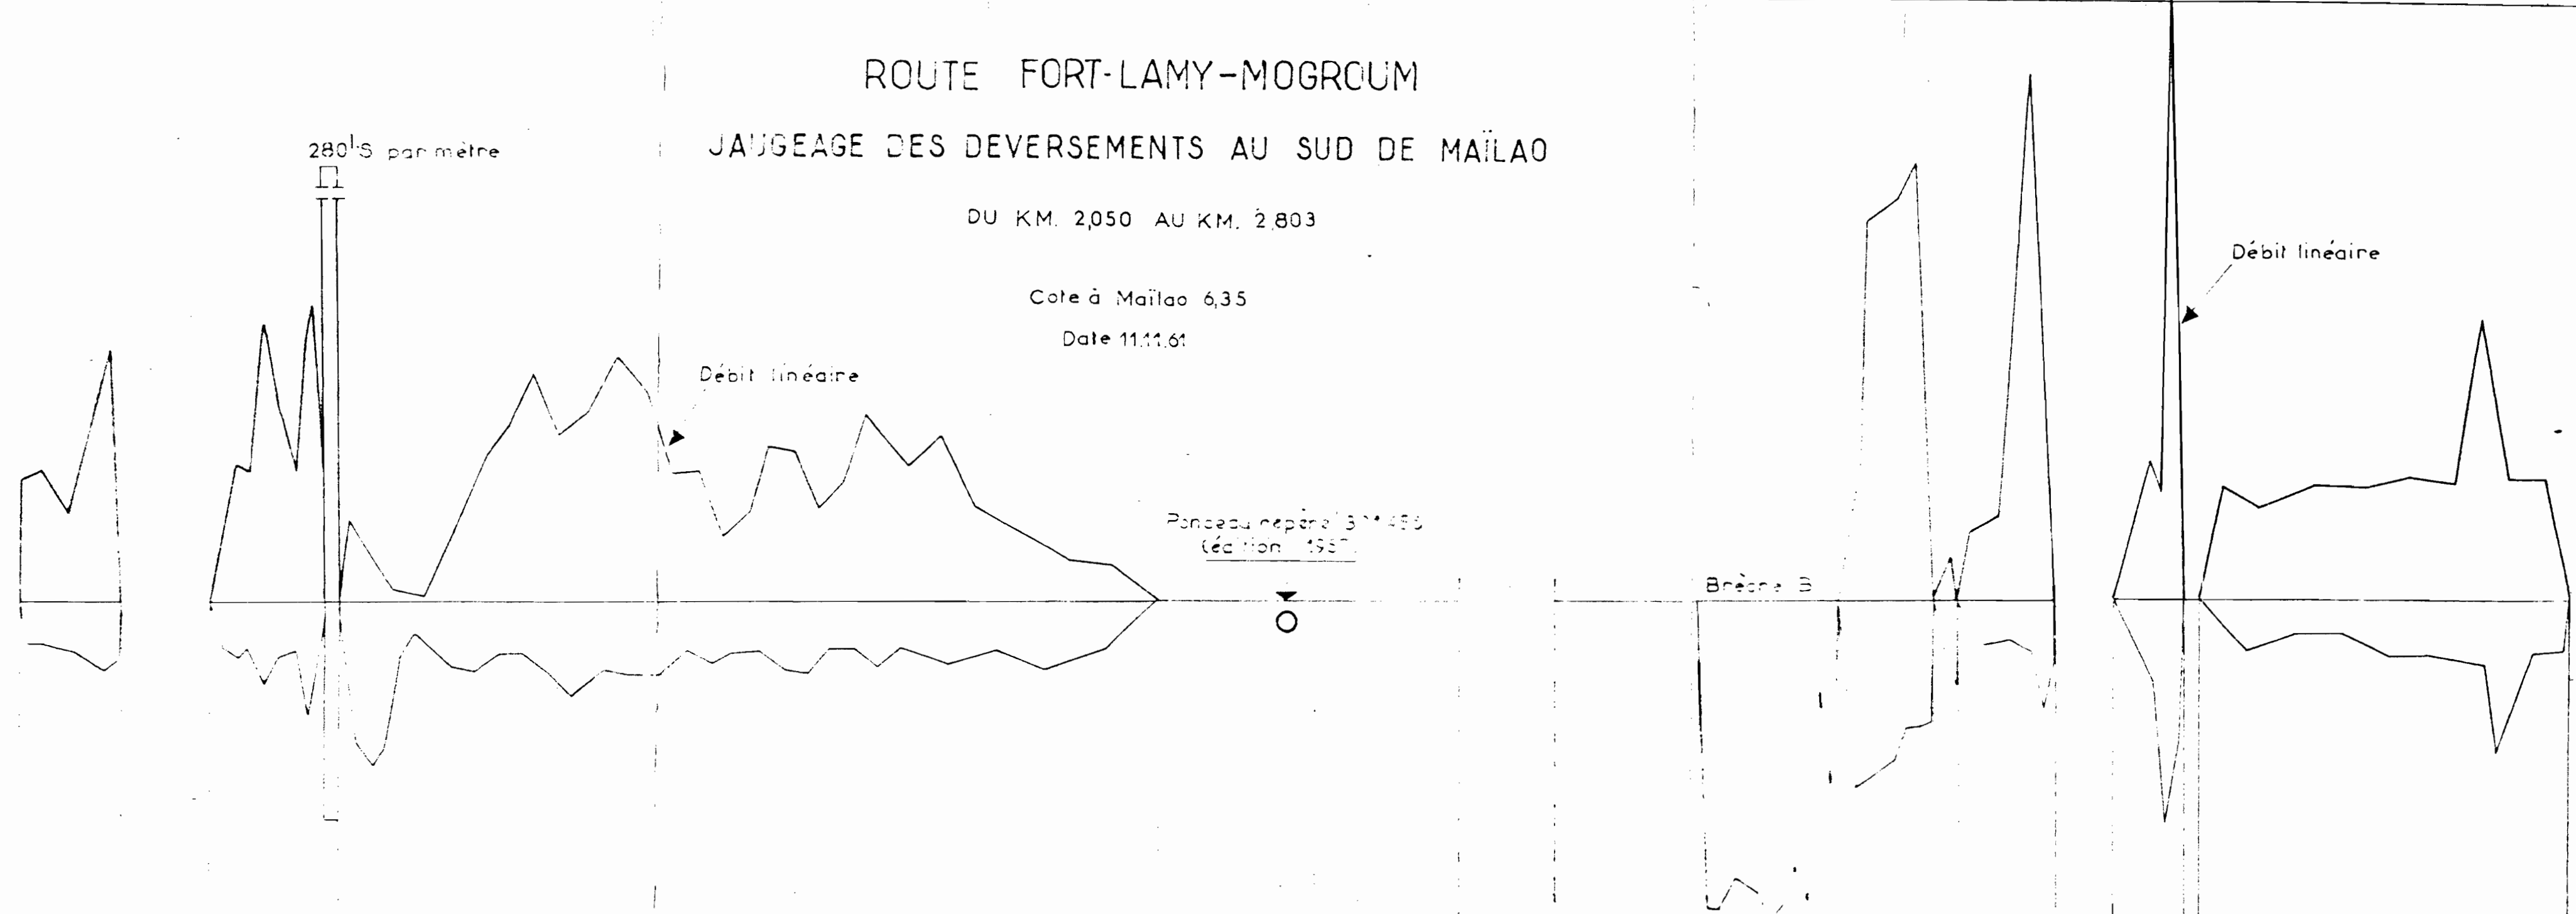 ROUTE FORT-LAMY-MOGROUM
JAUGEAGE DES DEVERSEMENTS AU SUD DE MAÏLAO
DU KM. 2,050 AU KM. 2,803
Cote à Maïlao 6,35
Date 11.11.61
280 l·S par mètre
Débit linéaire
Débit linéaire
Ponceau repère
(édition
Brèche B